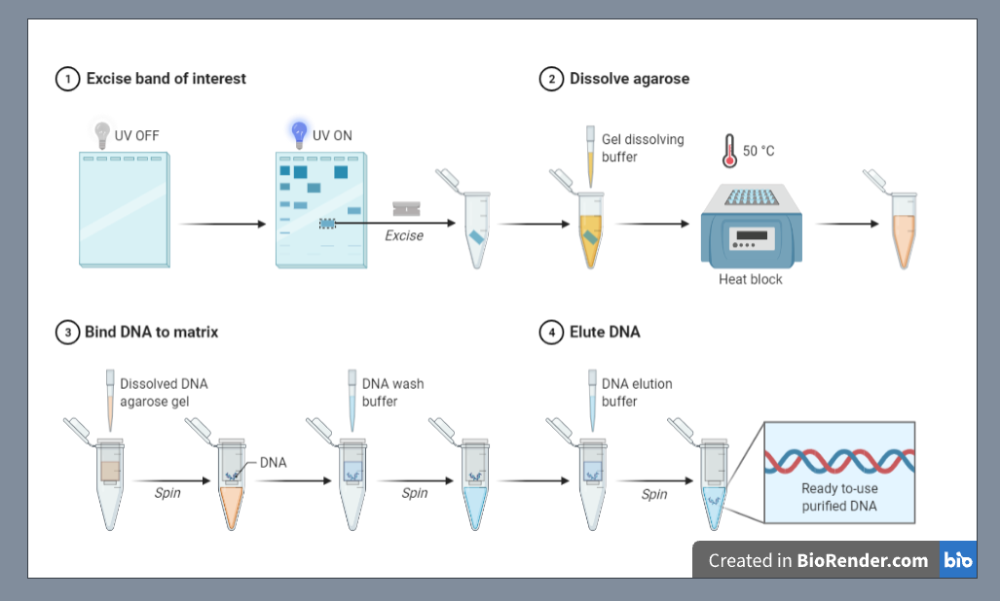 1 Excise band of interest
UV OFF
UV ON
Excise
2 Dissolve agarose
Gel dissolving
buffer
50 °C
Heat block
3 Bind DNA to matrix
Dissolved DNA
agarose gel
Spin
DNA
DNA wash
buffer
Spin
4 Elute DNA
DNA elution
buffer
Spin
Ready to-use
purified DNA
Created in BioRender.com bio